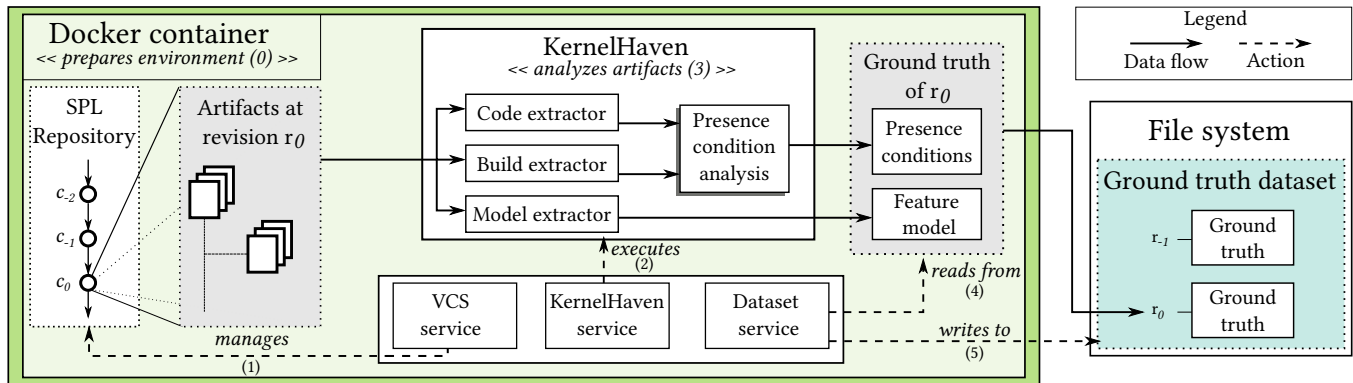 Docker container
<< prepares environment (0) >>
SPL
Repository
c-2
c-1
c0
Artifacts at
revision r0
KernelHaven
<< analyzes artifacts (3) >>
Code extractor
Build extractor
Model extractor
Presence
condition
analysis
Ground truth
of r0
Presence
conditions
Feature
model
executes
(2)
VCS
service
KernelHaven
service
Dataset
service
manages
(1)
reads from
(4)
writes to
(5)
Legend
Data flow
Action
File system
Ground truth dataset
r-1
Ground
truth
r0
Ground
truth